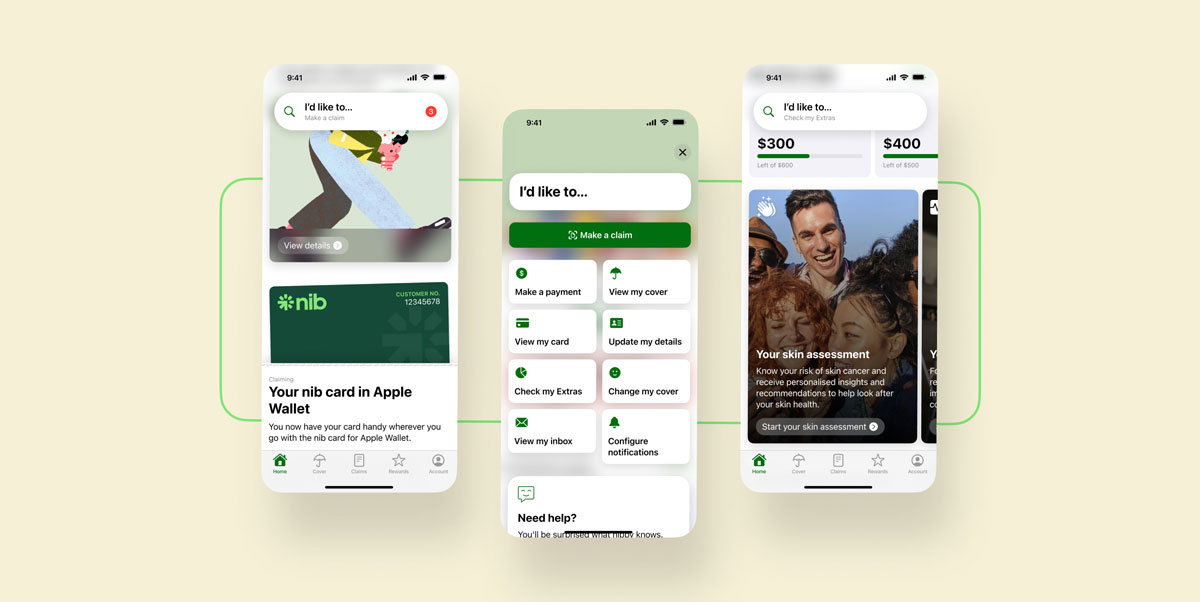 9:41
I'd like to...
Make a claim
3
View details
nib
CUSTOMER NO.
12345678
Claiming
Your nib card in Apple
Wallet
You now have your card handy wherever you
go with the nib card for Apple Wallet.
Home
Cover
Claims
Rewards
Account
9:41
I'd like to...
Make a claim
Make a payment
View my cover
View my card
Update my details
Check my Extras
Change my cover
View my inbox
Configure
notifications
Need help?
You'll be surprised what nibby knows.
9:41
I'd like to...
Check my Extras
$300
Left of $600
$400
Left of $500
Your skin assessment
Know your risk of skin cancer and
receive personalised insights and
recommendations to help look after
your skin health.
Start your skin assessment
Home
Cover
Claims
Rewards
Account